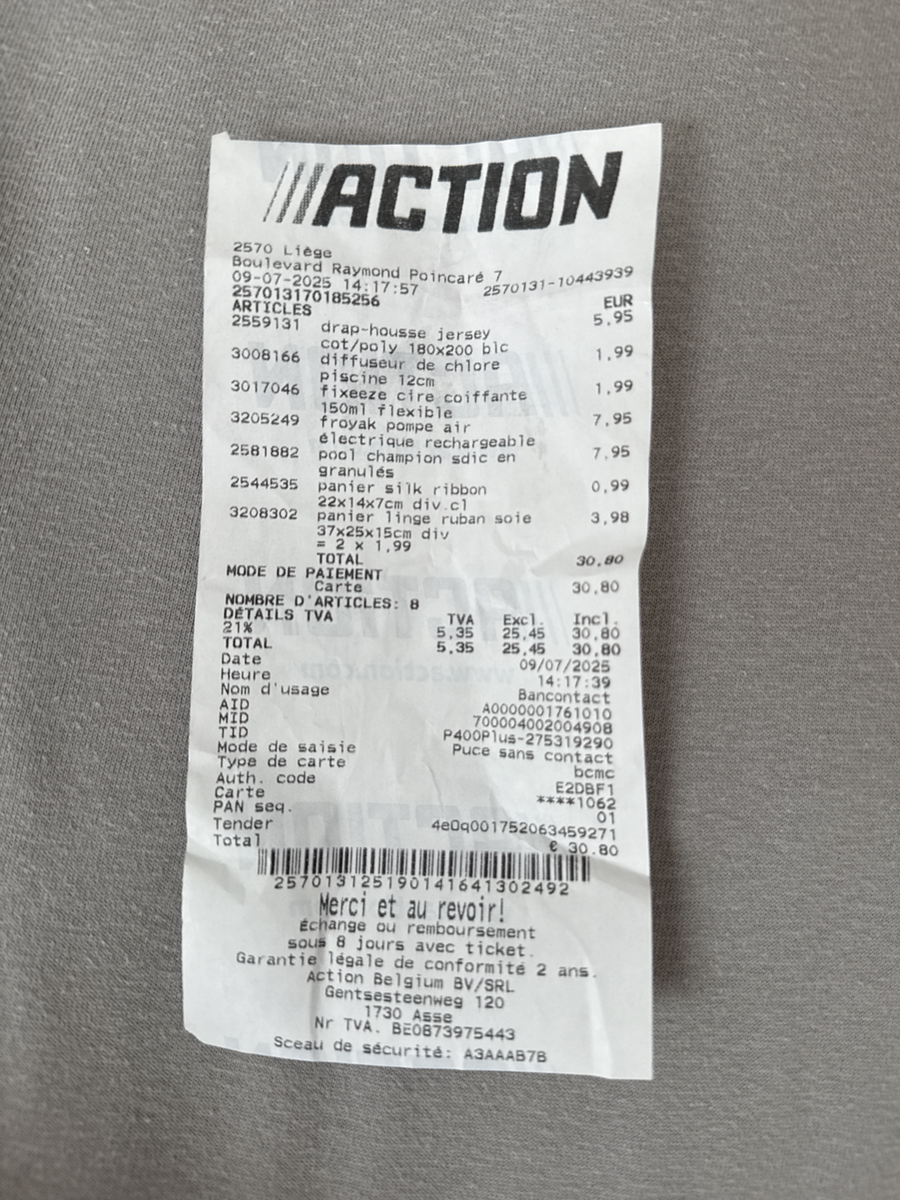 ///ACTION
2570 Liège
Boulevard Raymond Poincaré 7
09-07-2025 14:17:57 2570131-10443939
257013170185256 EUR
ARTICLES
2559131 drap-housse jersey 5,95
cot/poly 180x200 blc
3008166 diffuseur de chlore 1,99
piscine 12cm
3017046 fixeeze cire coiffante 1,99
150ml flexible
3205249 froyak pompe air 7,95
électrique rechargeable
2581882 pool champion sdic en 7,95
granulés
2544535 panier silk ribbon 0,99
22x14x7cm div.cl
3208302 panier linge ruban soie 3,98
37x25x15cm div
= 2 x 1,99
TOTAL 30,80
MODE DE PAIEMENT
Carte 30,80
NOMBRE D'ARTICLES: 8
DÉTAILS TVA TVA Excl. Incl.
21% 5,35 25,45 30,80
TOTAL 5,35 25,45 30,80
Date 09/07/2025
Heure 14:17:39
Nom d'usage Bancontact
AID A0000001761010
MID 700004002004908
TID P400Plus-275319290
Mode de saisie Puce sans contact
Type de carte bcmc
Auth. code E2DBF1
Carte ****1062
PAN seq. 01
Tender 4e0q001752063459271
Total € 30.80
257013125190141641302492
Merci et au revoir!
Échange ou remboursement
sous 8 jours avec ticket.
Garantie légale de conformité 2 ans.
Action Belgium BV/SRL
Gentsesteenweg 120
1730 Asse
Nr TVA. BE0873975443
Sceau de sécurité: A3AAAB7B